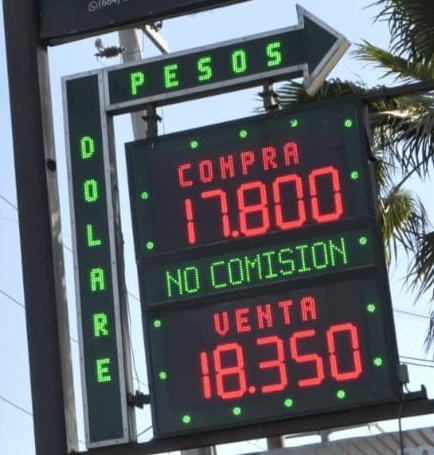 PESOS
DOLARE
COMPRA
17.800
NO COMISION
VENTA
18.350